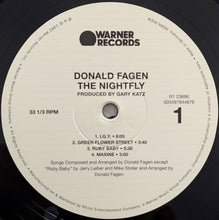 WARNER
RECORDS
DONALD FAGEN
THE NIGHTFLY
PRODUCED BY GARY KATZ
33 1/3 RPM
R1 23696
603497844876
1
1. I.G.Y. • 6:05
2. GREEN FLOWER STREET • 3:40
3. RUBY BABY • 5:38
4. MAXINE • 3:50
Songs Composed and Arranged by Donald Fagen except
"Ruby Baby" by Jerry Leiber and Mike Stoller and Arranged by
Donald Fagen.